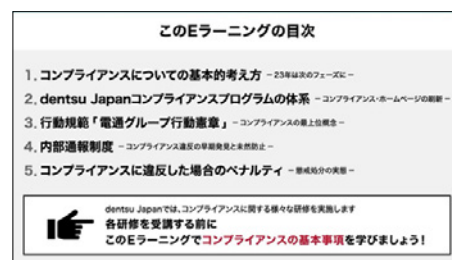 このEラーニングの目次
1. コンプライアンスについての基本的考え方 －23年は次のフェーズに－
2. dentsu Japanコンプライアンスプログラムの体系 －コンプライアンス・ホームページの刷新－
3. 行動規範「電通グループ行動憲章」 －コンプライアンスの最上位概念－
4. 内部通報制度 －コンプライアンス違反の早期発見と未然防止－
5. コンプライアンスに違反した場合のペナルティ －懲戒処分の実態－
dentsu Japanでは、コンプライアンスに関する様々な研修を実施します
各研修を受講する前に
このEラーニングでコンプライアンスの基本事項を学びましょう！